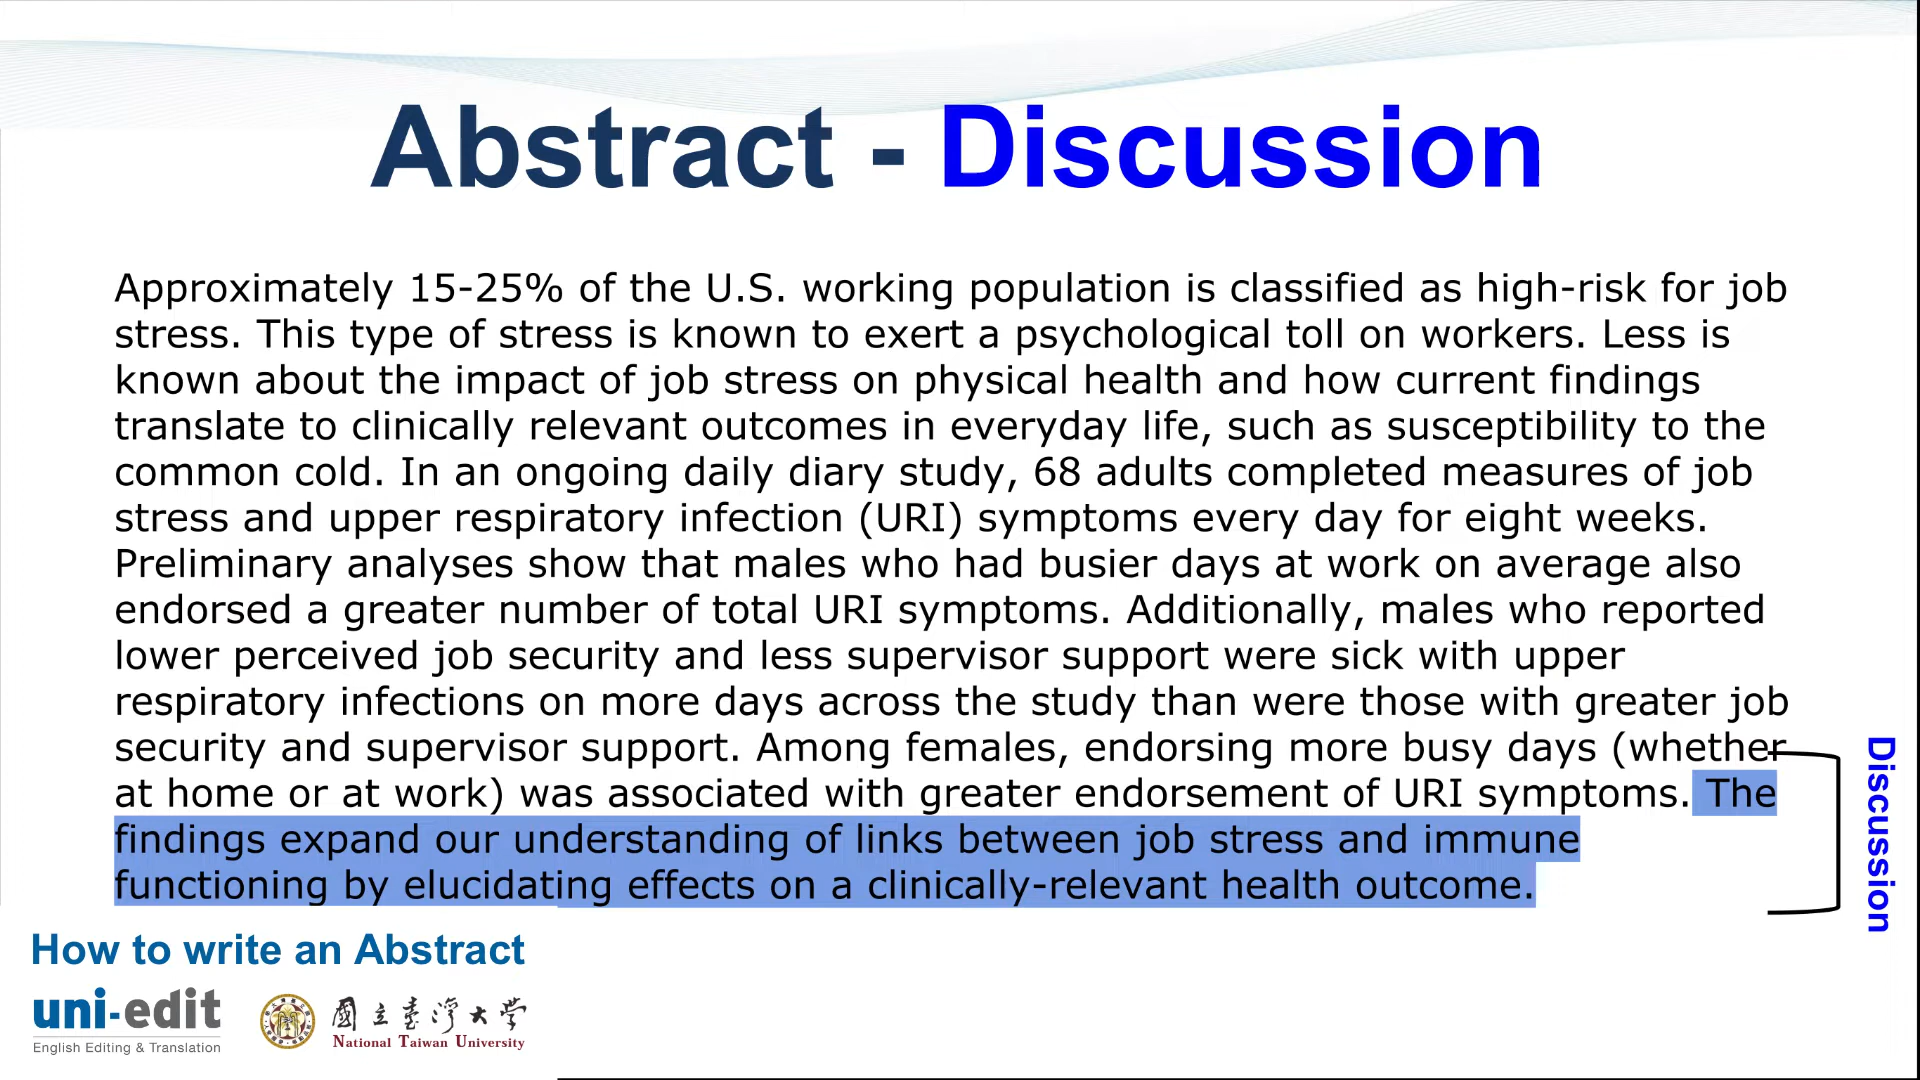 Abstract - Discussion
Approximately 15-25% of the U.S. working population is classified as high-risk for job
stress. This type of stress is known to exert a psychological toll on workers. Less is
known about the impact of job stress on physical health and how current findings
translate to clinically relevant outcomes in everyday life, such as susceptibility to the
common cold. In an ongoing daily diary study, 68 adults completed measures of job
stress and upper respiratory infection (URI) symptoms every day for eight weeks.
Preliminary analyses show that males who had busier days at work on average also
endorsed a greater number of total URI symptoms. Additionally, males who reported
lower perceived job security and less supervisor support were sick with upper
respiratory infections on more days across the study than were those with greater job
security and supervisor support. Among females, endorsing more busy days (whether
at home or at work) was associated with greater endorsement of URI symptoms. The
findings expand our understanding of links between job stress and immune
functioning by elucidating effects on a clinically-relevant health outcome.
Discussion
How to write an Abstract
uni-edit
English Editing & Translation
國立臺灣大學
National Taiwan University